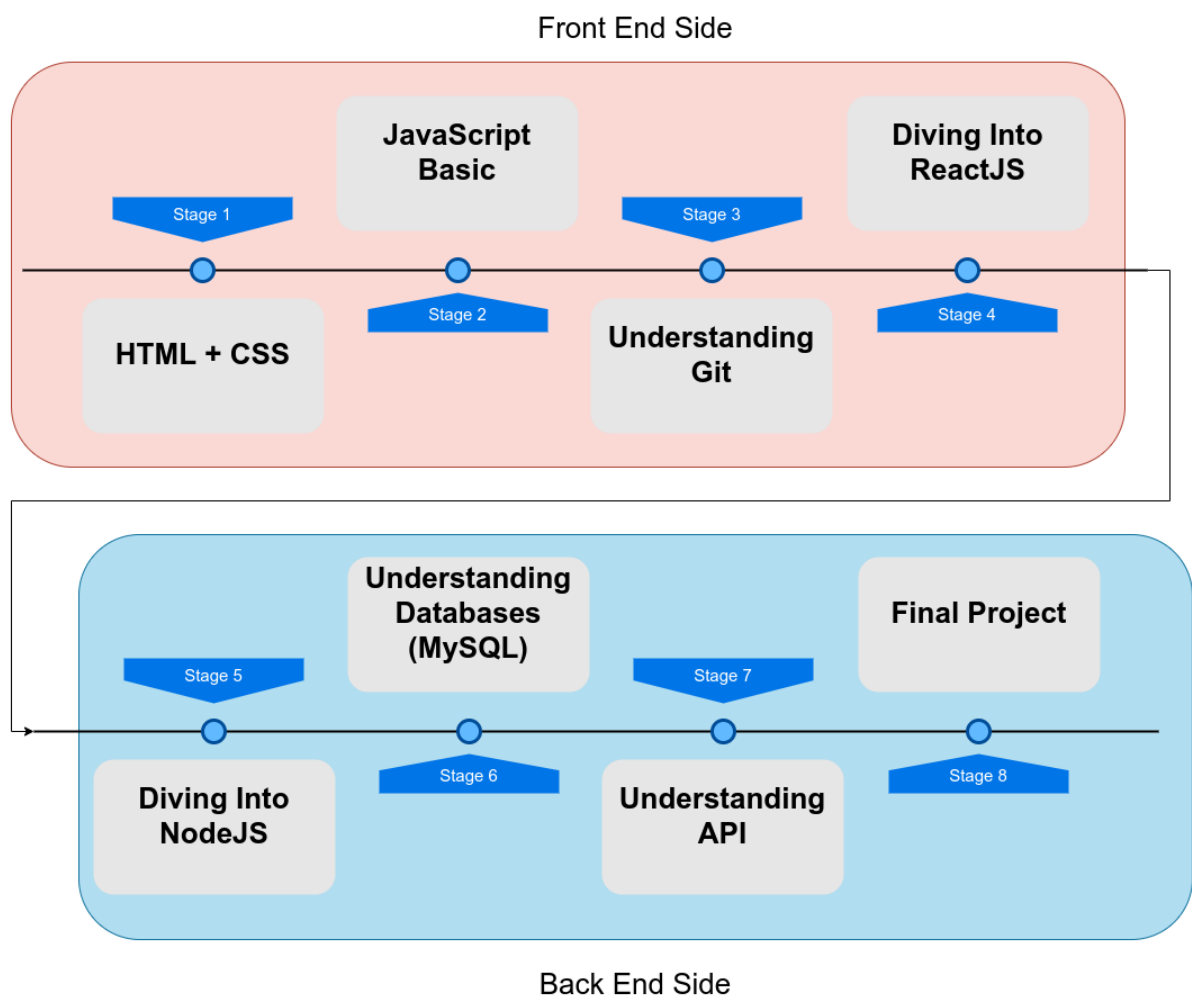 Front End Side
Stage 1
HTML + CSS
JavaScript
Basic
Stage 2
Stage 3
Understanding
Git
Diving Into
ReactJS
Stage 4
Stage 5
Diving Into
NodeJS
Understanding
Databases
(MySQL)
Stage 6
Stage 7
Understanding
API
Final Project
Stage 8
Back End Side